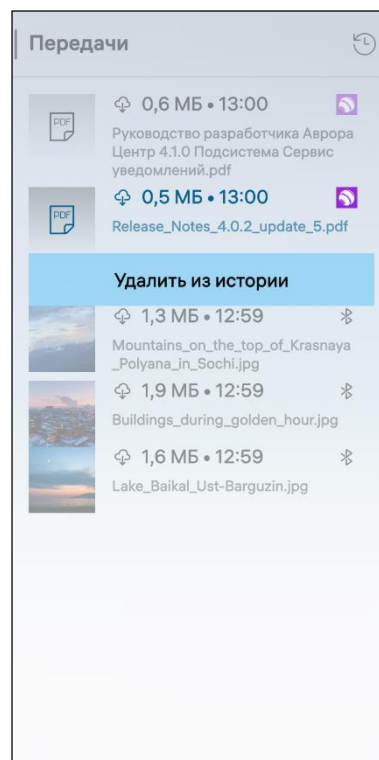 Передачи
PDF
0,6 МБ • 13:00
Руководство разработчика Аврора
Центр 4.1.0 Подсистема Сервис
уведомлений.pdf
PDF
0,5 МБ • 13:00
Release_Notes_4.0.2_update_5.pdf
Удалить из истории
1,3 МБ • 12:59
Mountains_on_the_top_of_Krasnaya
_Polyana_in_Sochi.jpg
1,9 МБ • 12:59
Buildings_during_golden_hour.jpg
1,6 МБ • 12:59
Lake_Baikal_Ust-Barguzin.jpg